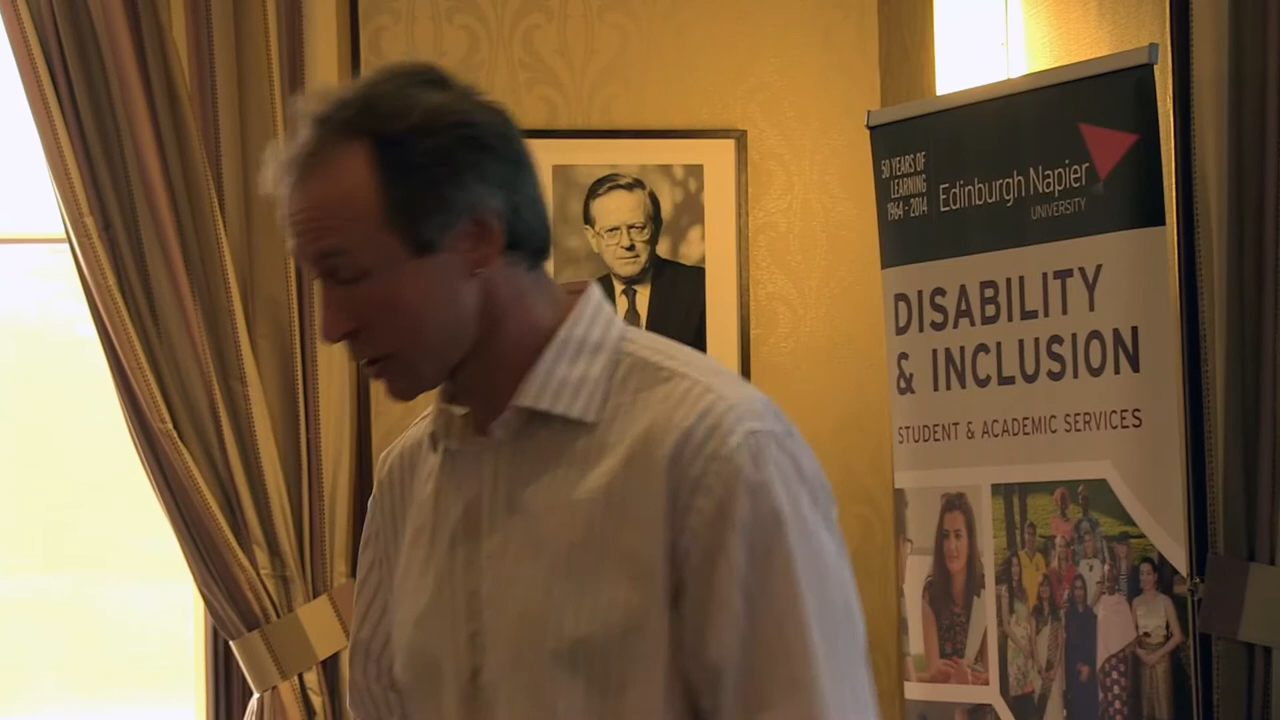 50 YEARS OF
LEARNING
1964 - 2014
Edinburgh Napier
UNIVERSITY
DISABILITY
& INCLUSION
STUDENT & ACADEMIC SERVICES